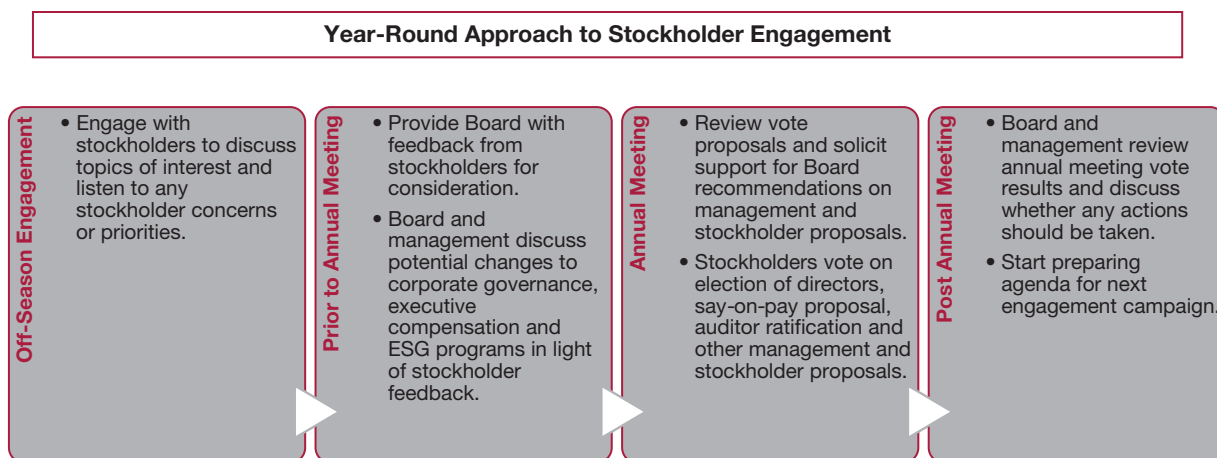 Year-Round Approach to Stockholder Engagement
Off-Season Engagement
• Engage with
stockholders to discuss
topics of interest and
listen to any
stockholder concerns
or priorities.
Prior to Annual Meeting
• Provide Board with
feedback from
stockholders for
consideration.
• Board and
management discuss
potential changes to
corporate governance,
executive
compensation and
ESG programs in light
of stockholder
feedback.
Annual Meeting
• Review vote
proposals and solicit
support for Board
recommendations on
management and
stockholder proposals.
• Stockholders vote on
election of directors,
say-on-pay proposal,
auditor ratification and
other management and
stockholder proposals.
Post Annual Meeting
• Board and
management review
annual meeting vote
results and discuss
whether any actions
should be taken.
• Start preparing
agenda for next
engagement campaign.